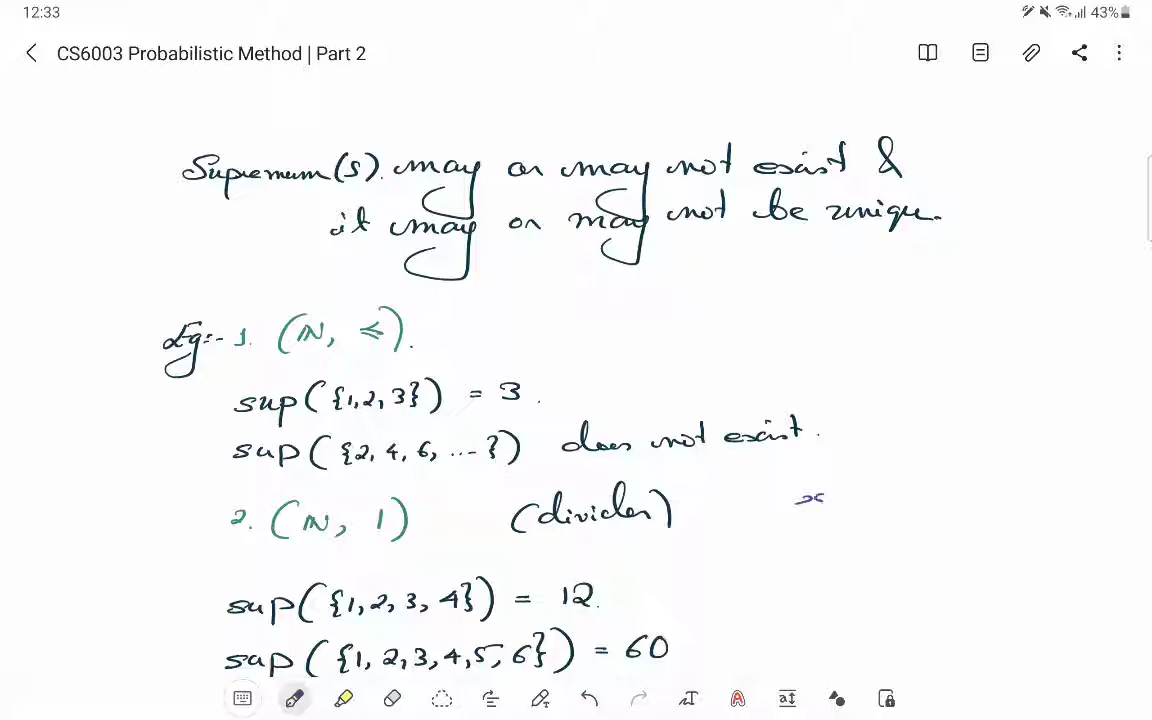 12:33
43%
CS6003 Probabilistic Method | Part 2
Supremum(s). may or may not exist &
it may or may not be unique.
Eg:- 1. (ℕ, ≤).
sup({1,2,3}) = 3.
sup({2, 4, 6, ... }) does not exist.
2. (ℕ, |) (divides) x
sup({1, 2, 3, 4}) = 12.
sup({1, 2, 3, 4, 5, 6}) = 60